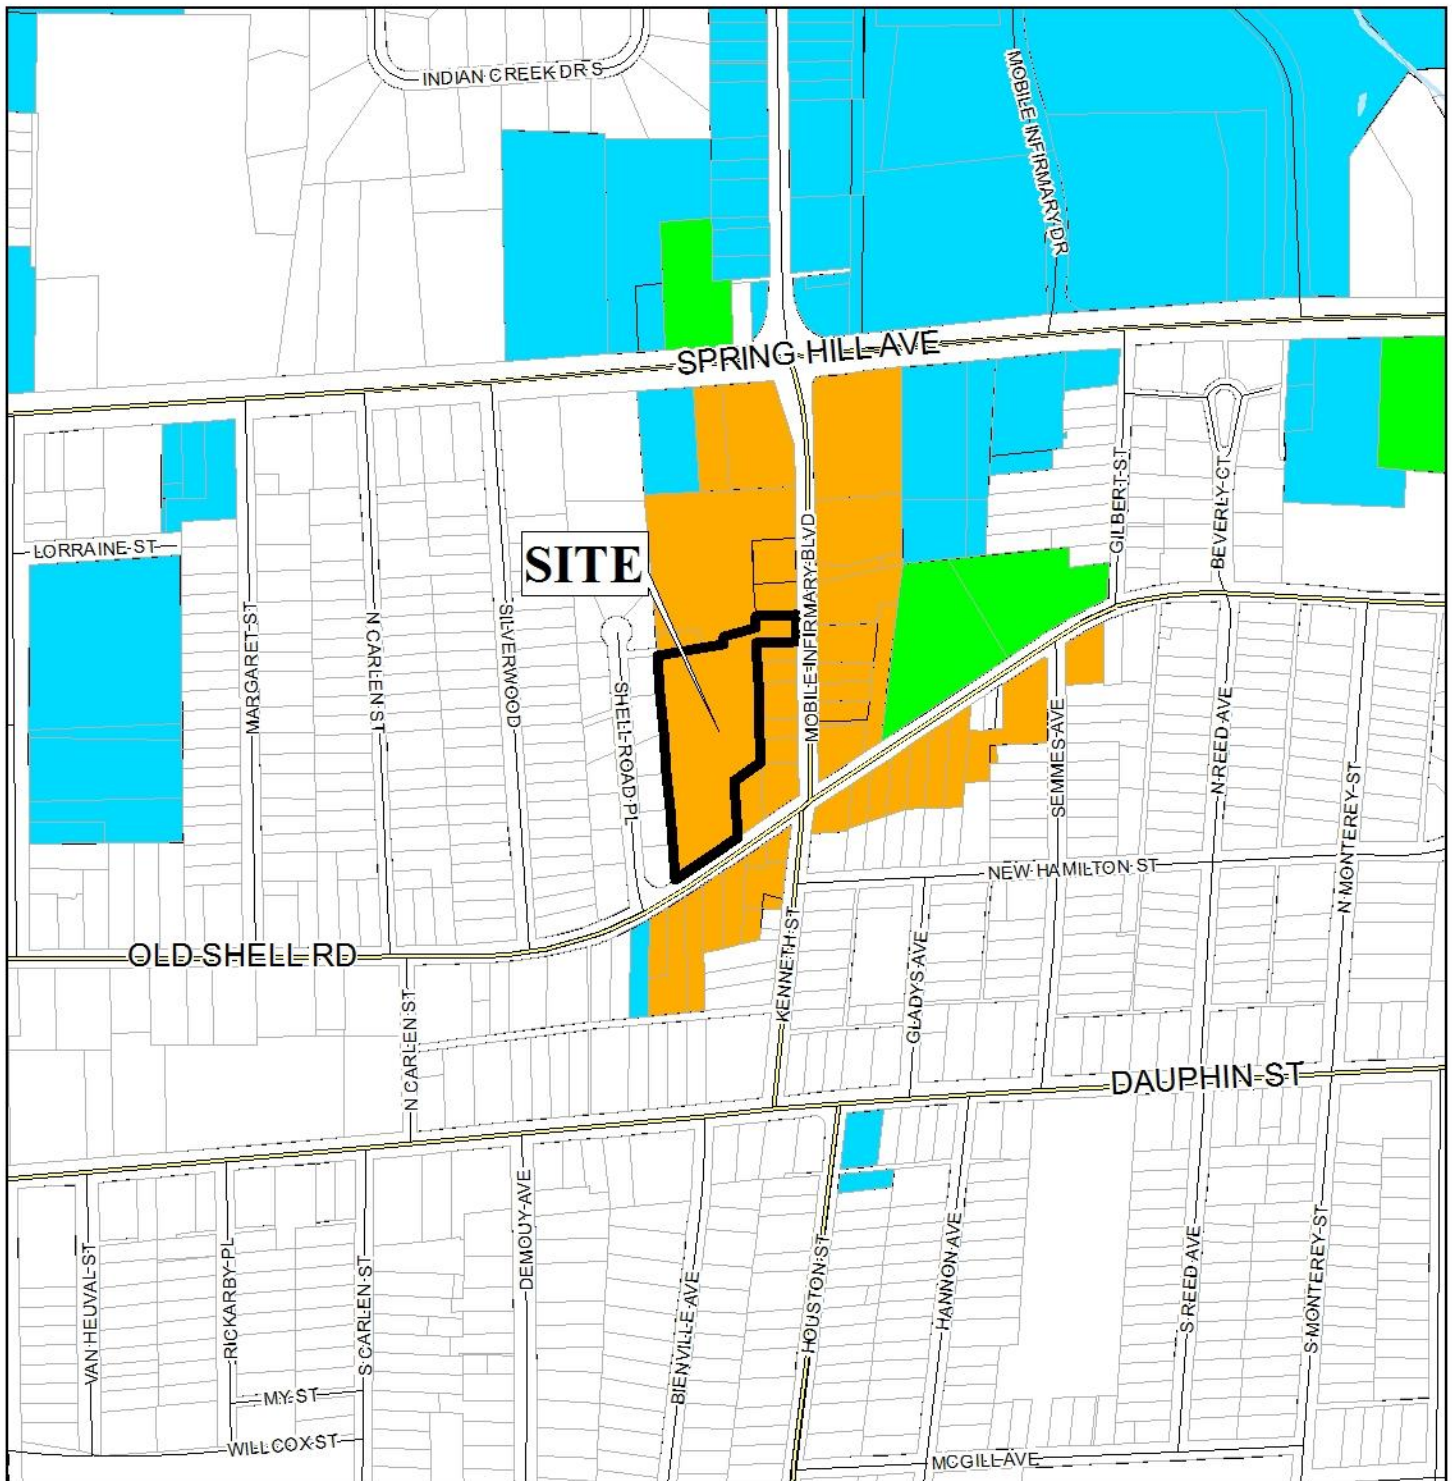 INDIAN CREEK DR S
MOBILE INFIRMARY DR
SPRING HILL AVE
GILBERT ST
BEVERLY CT
LORRAINE ST
SITE
MOBILE INFIRMARY BLVD
MARGARET ST
N CARLEN ST
SILVERWOOD
SHELL ROAD PL
SEMMES AVE
N REED AVE
N MONTEREY ST
NEW HAMILTON ST
OLD SHELL RD
KENNETH ST
GLADYS AVE
N CARLEN ST
DAUPHIN ST
VAN HEUVAL ST
RICKARBY PL
S CARLEN ST
DEMOUY AVE
BIENVILLE AVE
HOUSTON ST
HANNON AVE
S REED AVE
S MONTEREY ST
MY ST
WILLCOX ST
MCGILL AVE